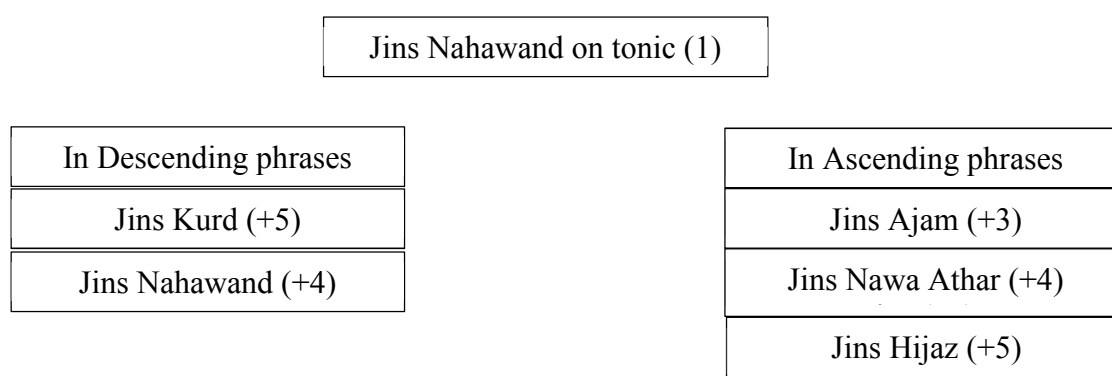 Jins Nahawand on tonic (1)
In Descending phrases
Jins Kurd (+5)
Jins Nahawand (+4)
In Ascending phrases
Jins Ajam (+3)
Jins Nawa Athar (+4)
Jins Hijaz (+5)